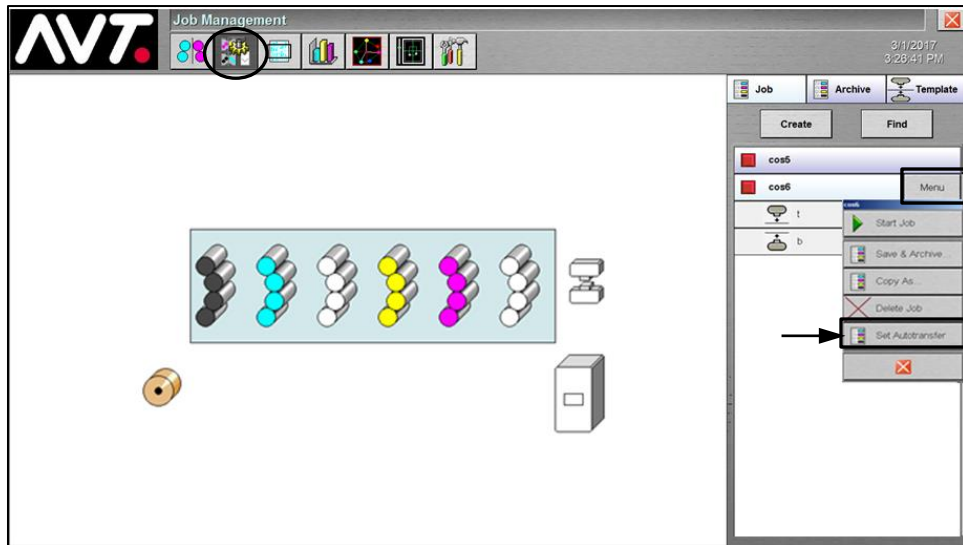 AVT.
Job Management
3/1/2017
3:28:41 PM
Job
Archive
Template
Create
Find
cos5
cos6
Menu
t
b
Start Job
Save & Archive...
Copy As...
Delete Job
Set Autotransfer